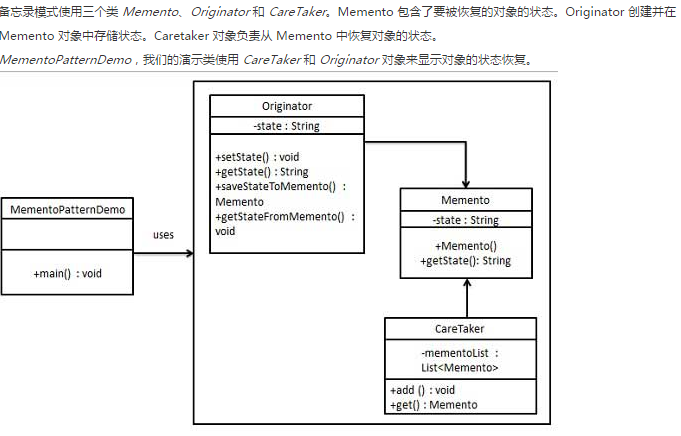 备忘录模式使用三个类 Memento、Originator 和 CareTaker。Memento 包含了要被恢复的对象的状态。Originator 创建并在
Memento 对象中存储状态。Caretaker 对象负责从 Memento 中恢复对象的状态。
MementoPatternDemo，我们的演示类使用 CareTaker 和 Originator 对象来显示对象的状态恢复。
Originator
-state : String
+setState() : void
+getState() : String
+saveStateToMemento() :
Memento
+getStateFromMemento() :
void
MementoPatternDemo
+main() : void
uses
Memento
-state : String
+Memento()
+getState(): String
CareTaker
-mementoList :
List<Memento>
+add () : void
+get() : Memento